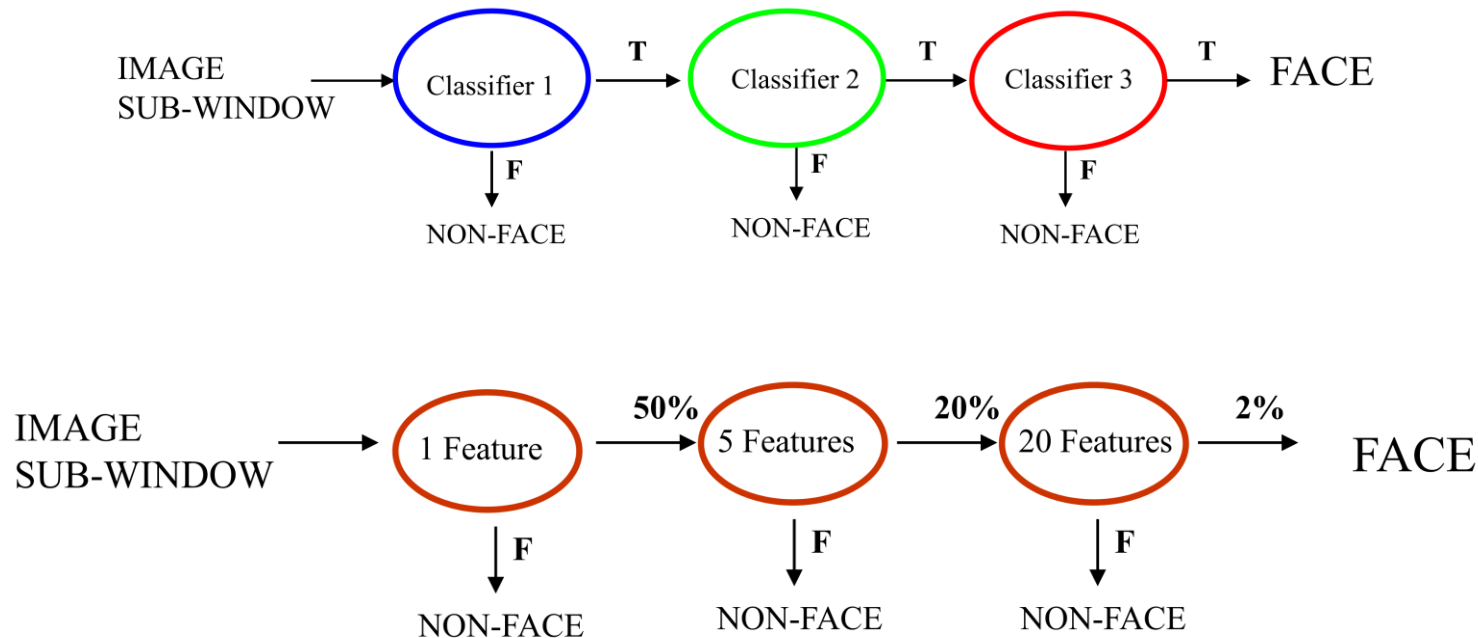 IMAGE
SUB-WINDOW
Classifier 1
T
Classifier 2
T
Classifier 3
T
FACE
F
F
F
NON-FACE
NON-FACE
NON-FACE
IMAGE
SUB-WINDOW
1 Feature
50%
5 Features
20%
20 Features
2%
FACE
F
F
F
NON-FACE
NON-FACE
NON-FACE